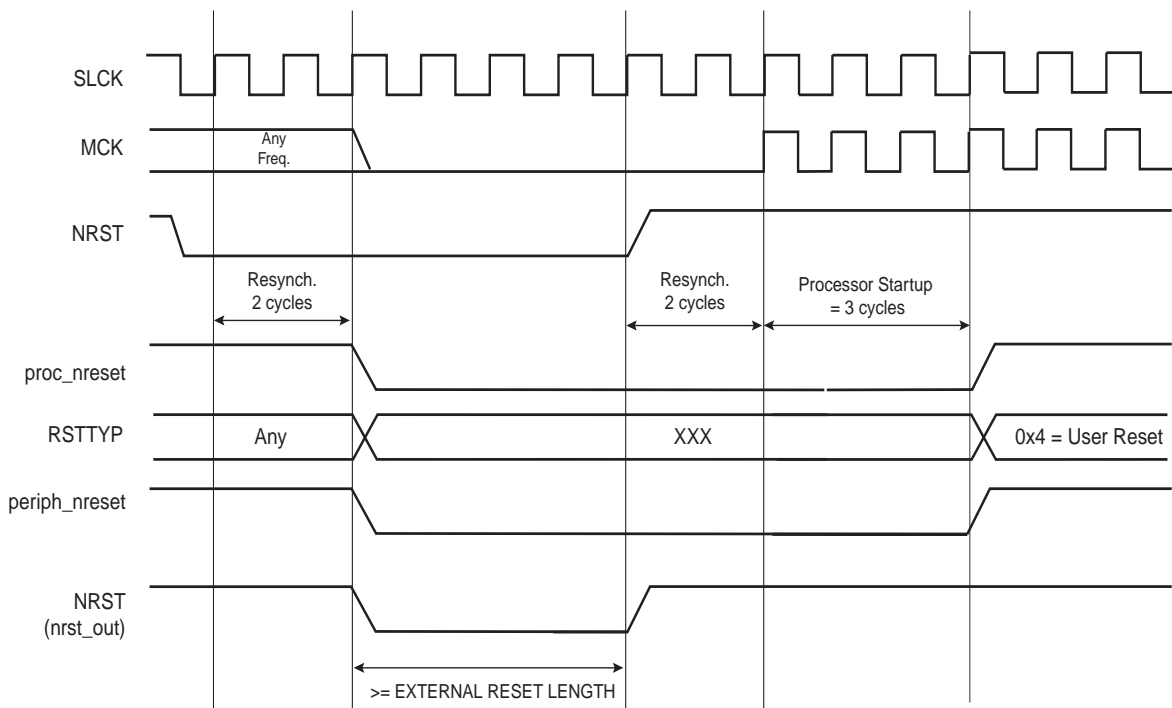 SLCK
MCK
Any
Freq.
NRST
Resynch.
2 cycles
Resynch.
2 cycles
Processor Startup
= 3 cycles
proc_nreset
RSTTYP
Any
XXX
0x4 = User Reset
periph_nreset
NRST
(nrst_out)
>= EXTERNAL RESET LENGTH